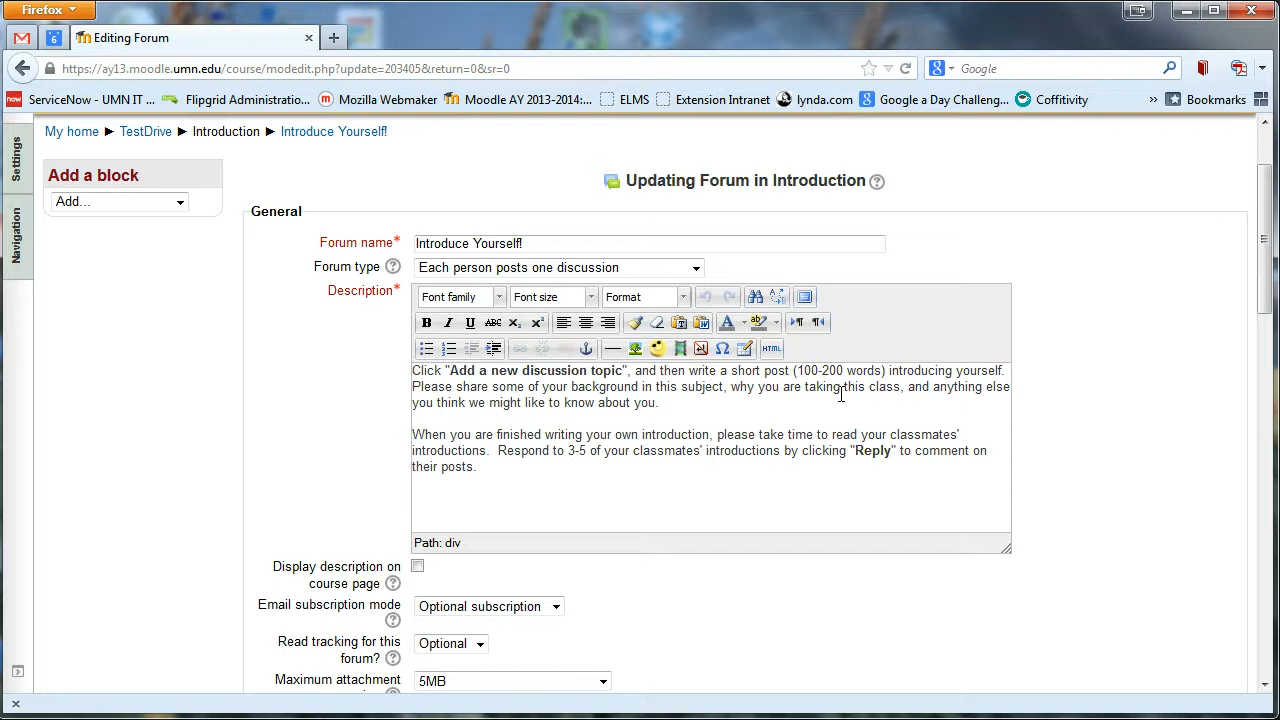 Firefox
Editing Forum
https://ay13.moodle.umn.edu/course/modedit.php?update=203405&return=0&sr=0
Google
ServiceNow - UMN IT ...
Flipgrid Administratio...
Mozilla Webmaker
Moodle AY 2013-2014:...
ELMS
Extension Intranet
lynda.com
Google a Day Challeng...
Coffitivity
»
Bookmarks
My home ► TestDrive ► Introduction ► Introduce Yourself!
Settings
Navigation
Add a block
Add...
Updating Forum in Introduction
General
Forum name* Introduce Yourself!
Forum type Each person posts one discussion
Description*
Font family Font size Format
B I U ABC x₂ x² A ab
HTML
Click "Add a new discussion topic", and then write a short post (100-200 words) introducing yourself.
Please share some of your background in this subject, why you are taking this class, and anything else
you think we might like to know about you.
When you are finished writing your own introduction, please take time to read your classmates'
introductions.  Respond to 3-5 of your classmates' introductions by clicking "Reply" to comment on
their posts.
Path: div
Display description on
course page
Email subscription mode Optional subscription
Read tracking for this
forum? Optional
Maximum attachment 5MB